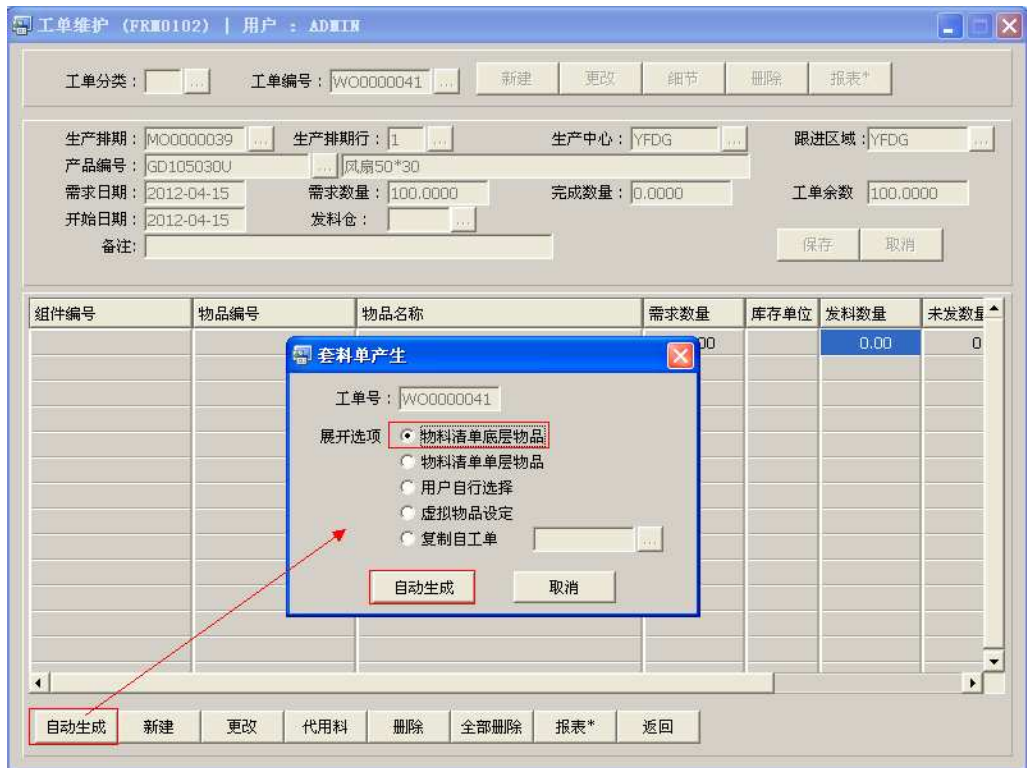 工单维护 (FRM0102) | 用户 : ADMIN
工单分类： ... 工单编号： WO0000041 ... 新建 更改 细节 删除 报表*
生产排期： MO0000039 ... 生产排期行： 1 ... 生产中心： YFDG ... 跟进区域： YFDG ...
产品编号： GD105030U ... 风扇50*30
需求日期： 2012-04-15 需求数量： 100.0000 完成数量： 0.0000 工单余数 100.0000
开始日期： 2012-04-15 发料仓： ...
备注: 保存 取消
组件编号 物品编号 物品名称 需求数量 库存单位 发料数量 未发数量
00 0.00 0
套料单产生
工单号： WO0000041
展开选项 物料清单底层物品
物料清单单层物品
用户自行选择
虚拟物品设定
复制自工单 ...
自动生成 取消
自动生成 新建 更改 代用料 删除 全部删除 报表* 返回